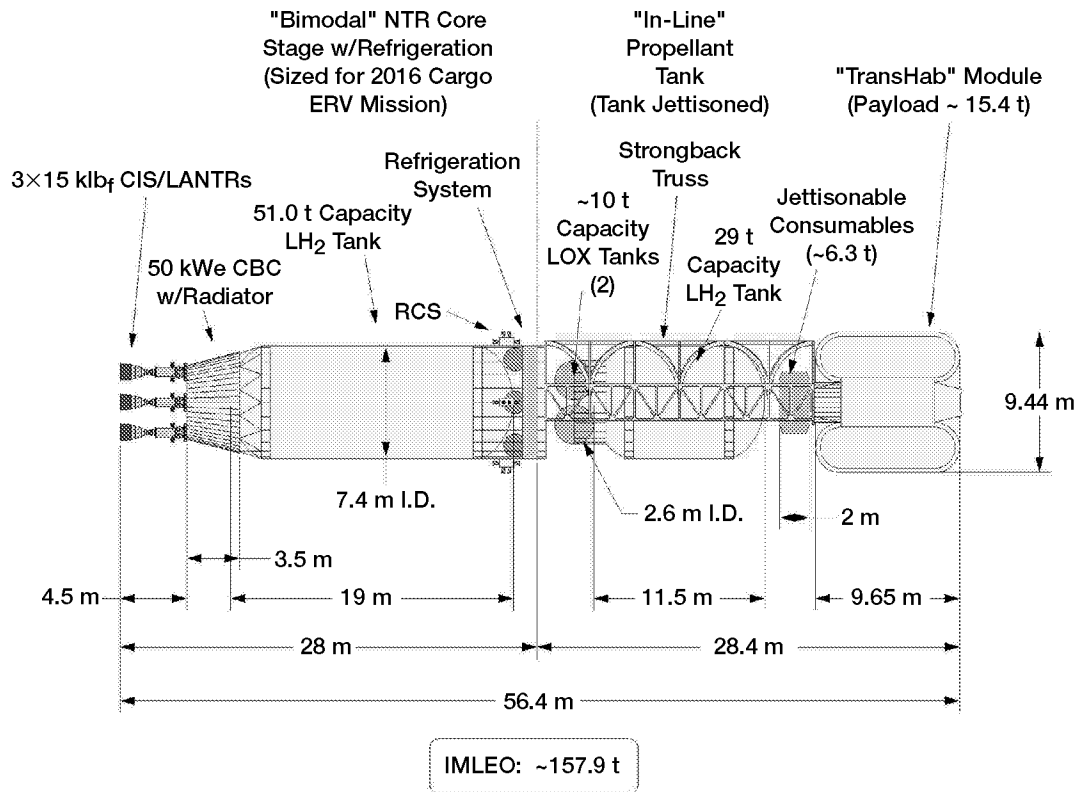 "Bimodal" NTR Core
Stage w/Refrigeration
(Sized for 2016 Cargo
ERV Mission)
"In-Line"
Propellant
Tank
(Tank Jettisoned)
"TransHab" Module
(Payload ~ 15.4 t)
3×15 klbf CIS/LANTRs
50 kWe CBC
w/Radiator
51.0 t Capacity
LH2 Tank
Refrigeration
System
RCS
Strongback
Truss
~10 t
Capacity
LOX Tanks
(2)
29 t
Capacity
LH2 Tank
Jettisonable
Consumables
(~6.3 t)
9.44 m
7.4 m I.D.
2.6 m I.D.
2 m
3.5 m
4.5 m
19 m
11.5 m
9.65 m
28 m
28.4 m
56.4 m
IMLEO: ~157.9 t